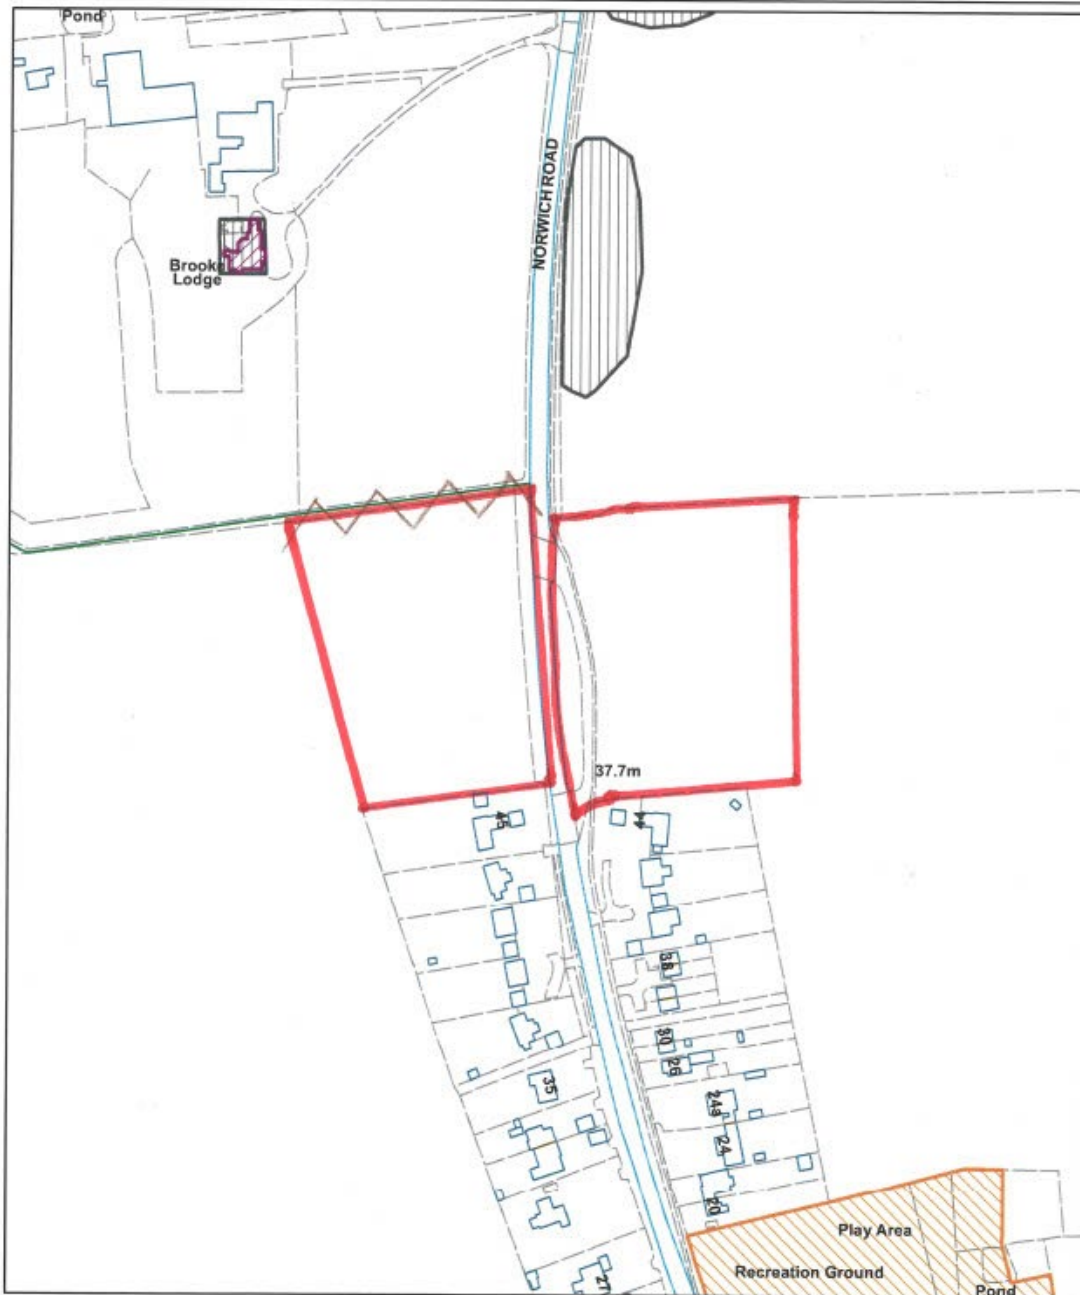 Pond
NORWICH ROAD
Brooke
Lodge
37.7m
45
44
38
30
26
35
24a
24
20
Play Area
Recreation Ground
27
Pond